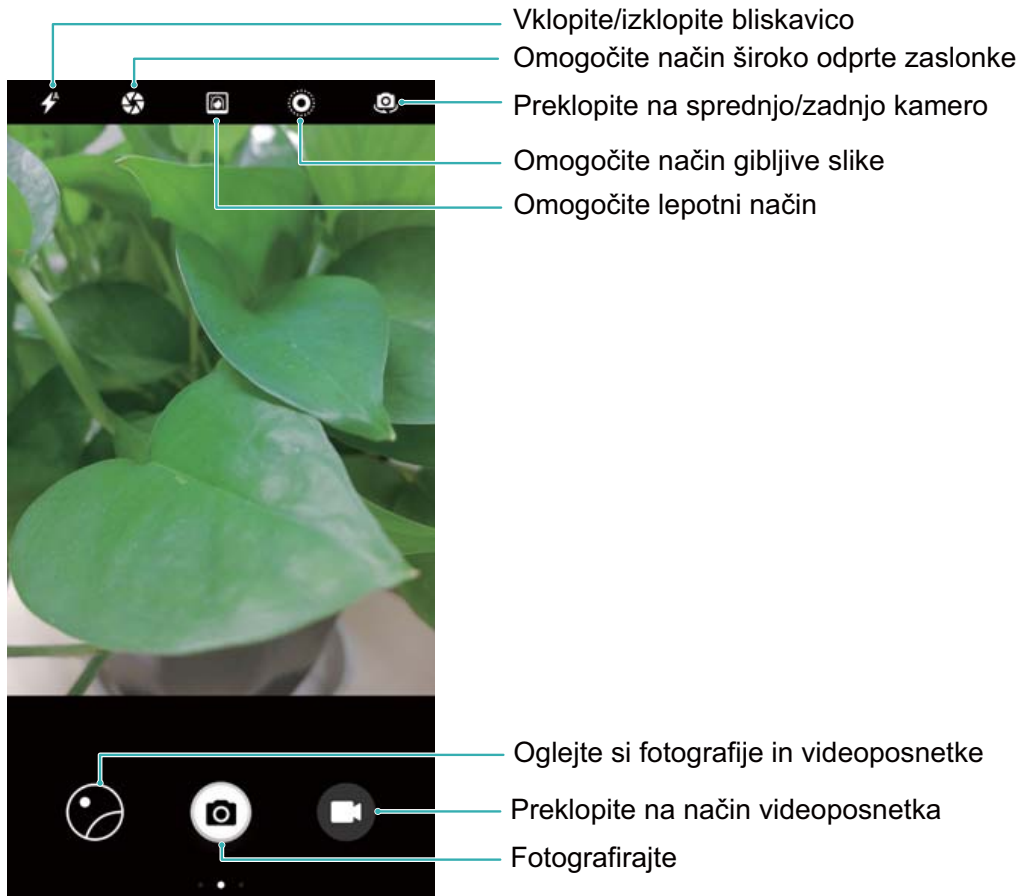 Vklopite/izklopite bliskavico
Omogočite način široko odprte zaslonke
Preklopite na sprednjo/zadnjo kamero
Omogočite način gibljive slike
Omogočite lepotni način
Oglejte si fotografije in videoposnetke
Preklopite na način videoposnetka
Fotografirajte